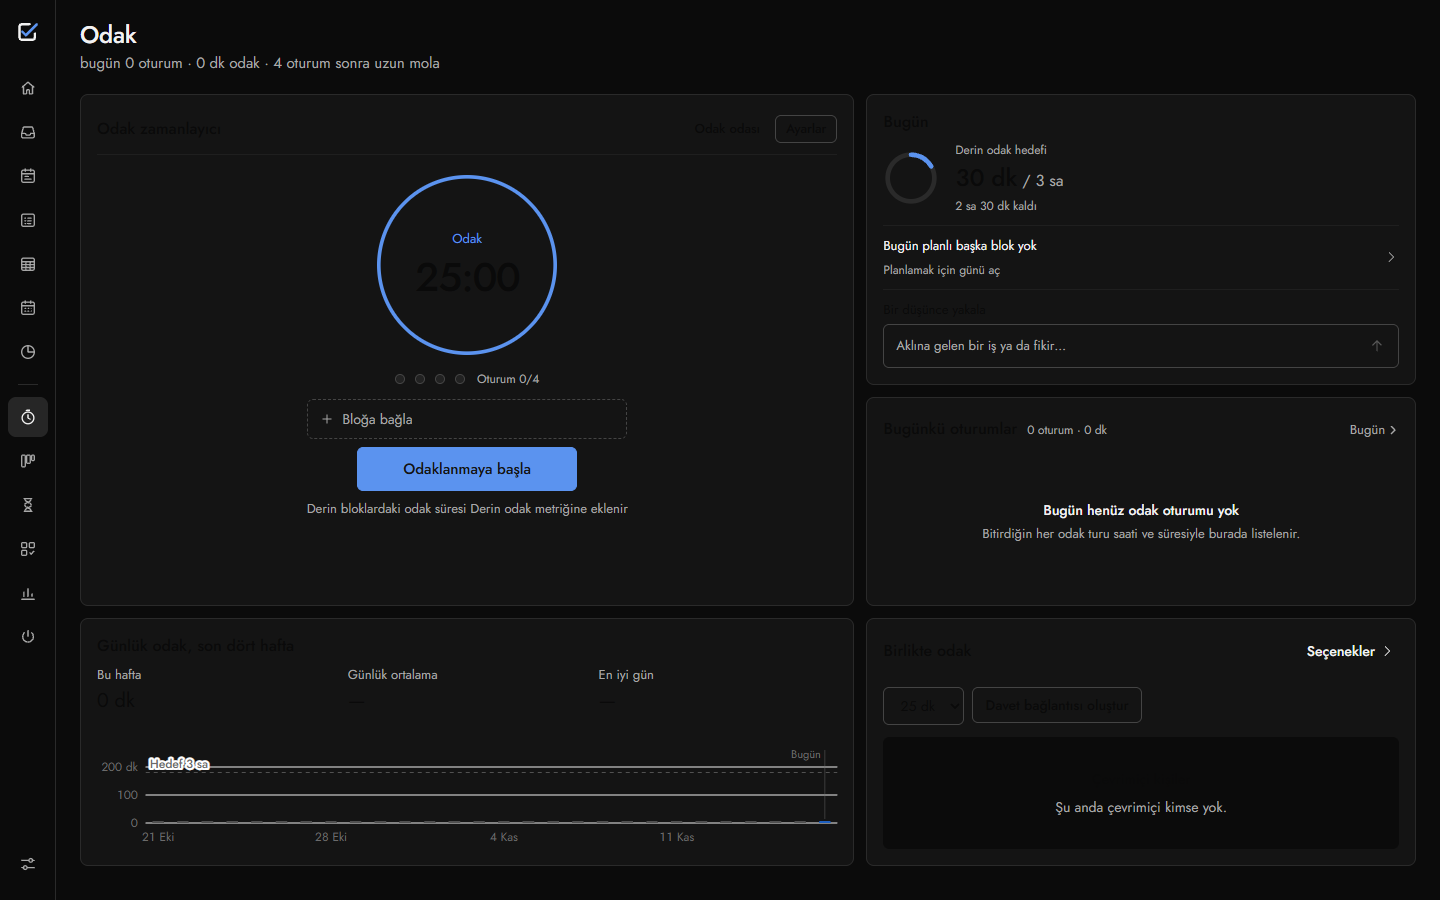 Odak
bugün 0 oturum · 0 dk odak · 4 oturum sonra uzun mola
Odak zamanlayıcı
Odak odası
Ayarlar
Odak
25:00
Oturum 0/4
+ Bloğa bağla
Odaklanmaya başla
Derin bloklardaki odak süresi Derin odak metriğine eklenir
Bugün
Derin odak hedefi
30 dk / 3 sa
2 sa 30 dk kaldı
Bugün planlı başka blok yok
Planlamak için günü aç
Bir düşünce yakala
Aklına gelen bir iş ya da fikir...
Bugünkü oturumlar 0 oturum · 0 dk
Bugün
Bugün henüz odak oturumu yok
Bitirdiğin her odak turu saati ve süresiyle burada listelenir.
Günlük odak, son dört hafta
Bu hafta
0 dk
Günlük ortalama
—
En iyi gün
—
Bugün
200 dk
Hedef 3 sa
100
0
21 Eki
28 Eki
4 Kas
11 Kas
Birlikte odak
Seçenekler
25 dk
Davet bağlantısı oluştur
Şu anda çevrimiçi kimse yok.